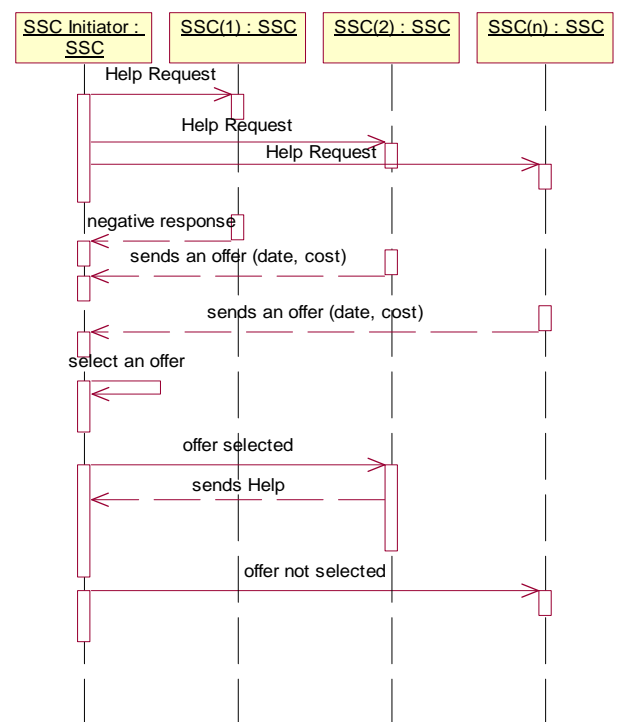 SSC Initiator :
SSC
SSC(1) : SSC
SSC(2) : SSC
SSC(n) : SSC
Help Request
Help Request
Help Request
negative response
sends an offer (date, cost)
sends an offer (date, cost)
select an offer
offer selected
sends Help
offer not selected